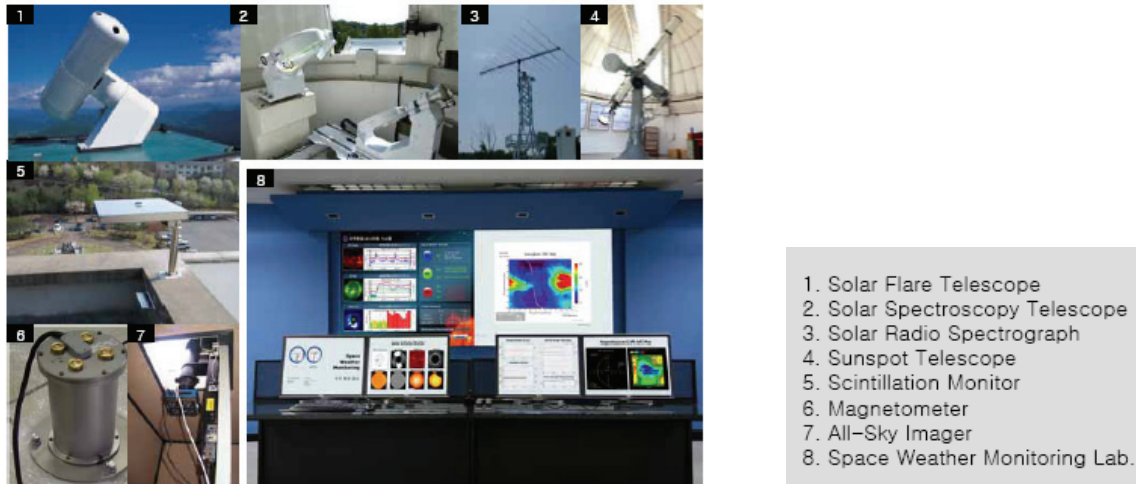 1
2
3
4
5
6
7
8
Space
Weather
Monitoring
1. Solar Flare Telescope
2. Solar Spectroscopy Telescope
3. Solar Radio Spectrograph
4. Sunspot Telescope
5. Scintillation Monitor
6. Magnetometer
7. All-Sky Imager
8. Space Weather Monitoring Lab.